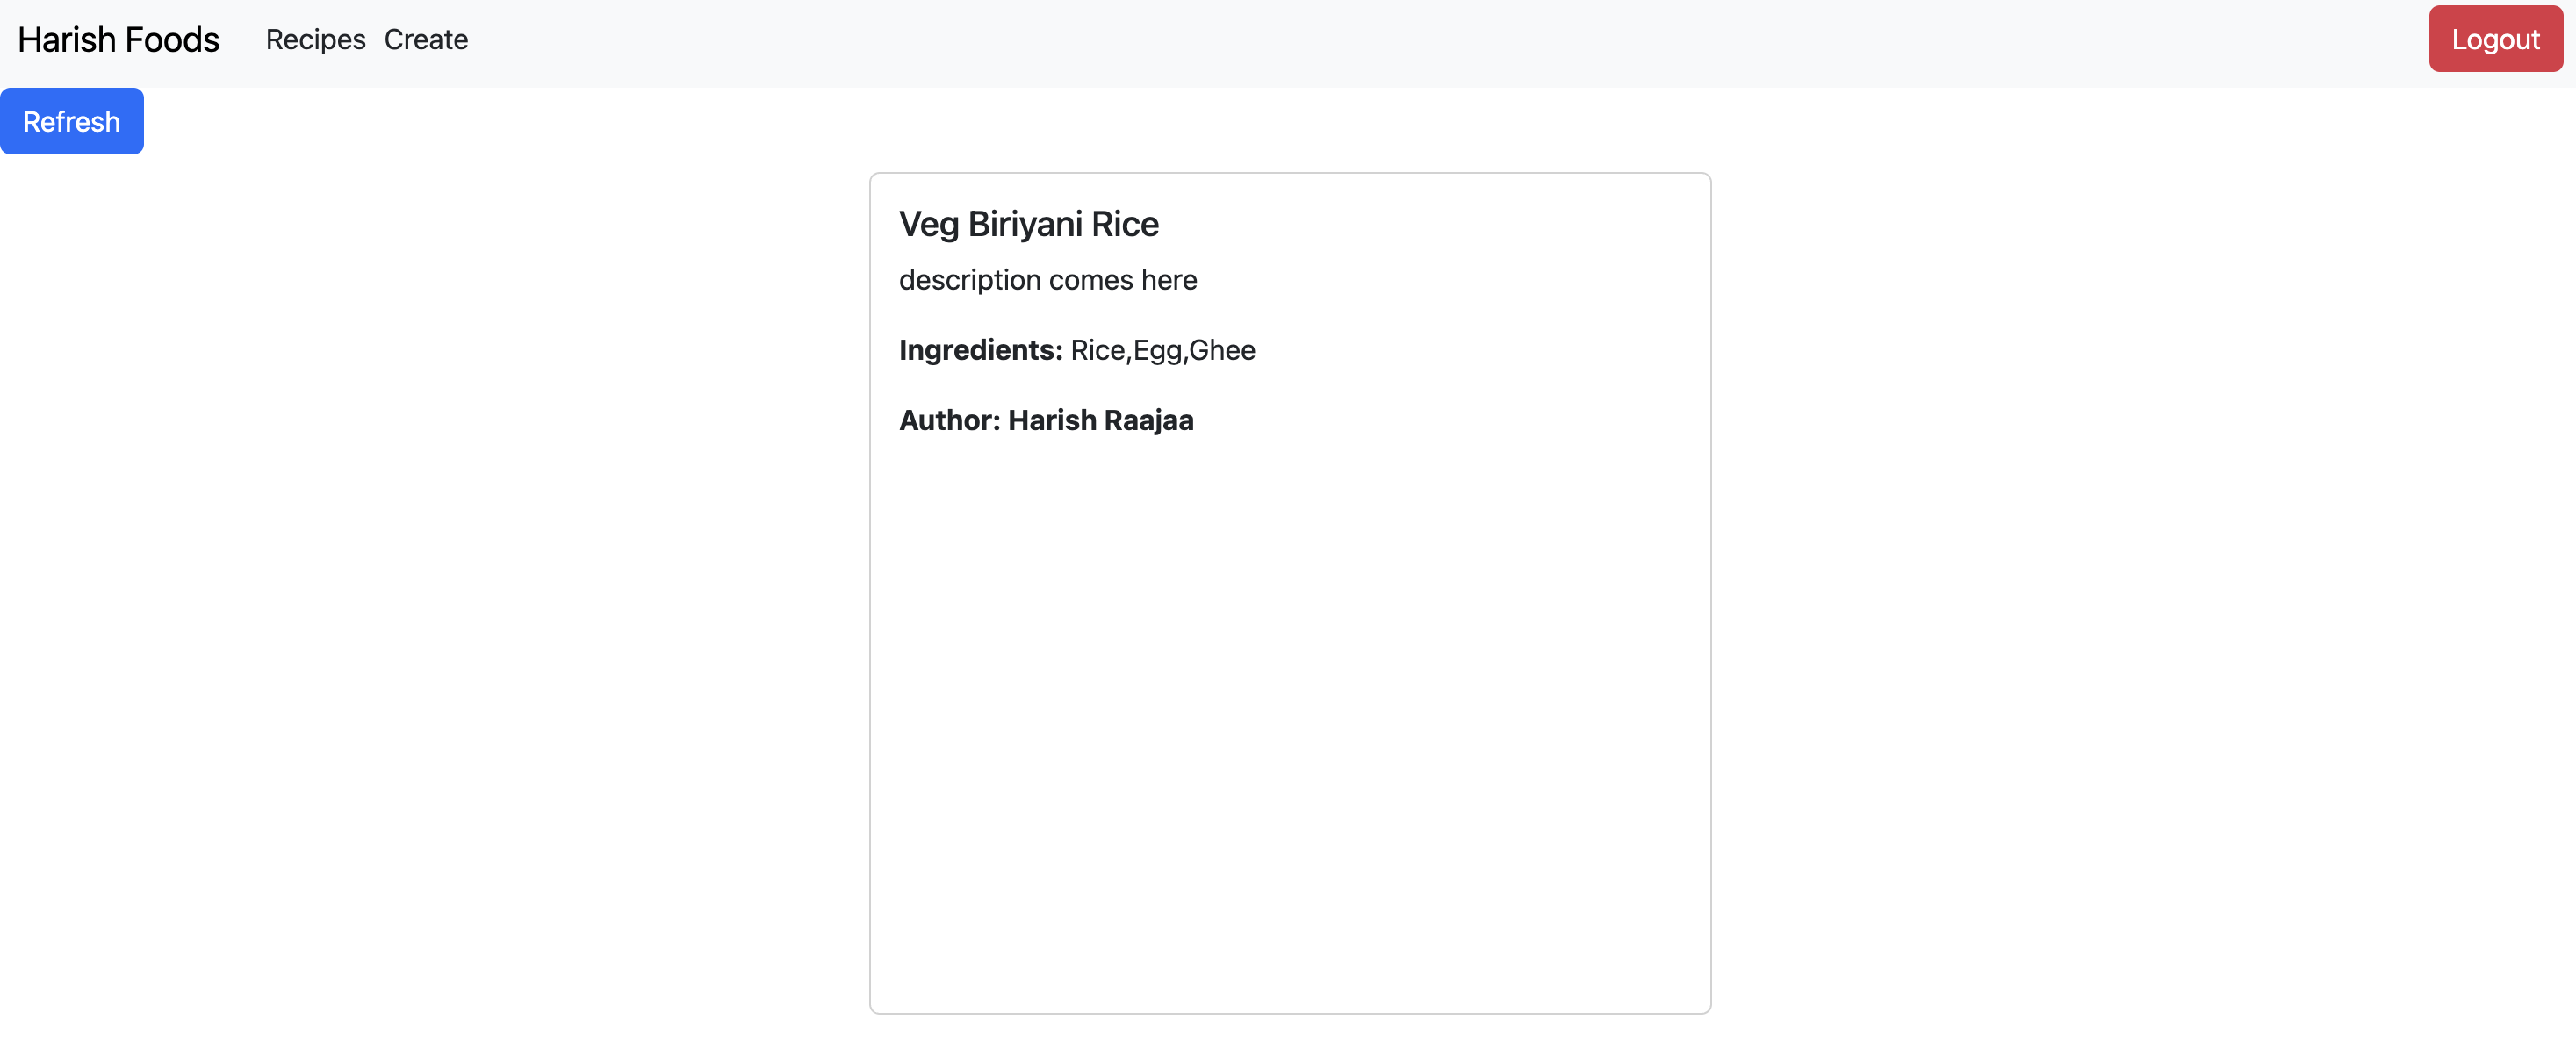 Harish Foods Recipes Create Logout
Refresh
Veg Biriyani Rice
description comes here
Ingredients: Rice,Egg,Ghee
Author: Harish Raajaa